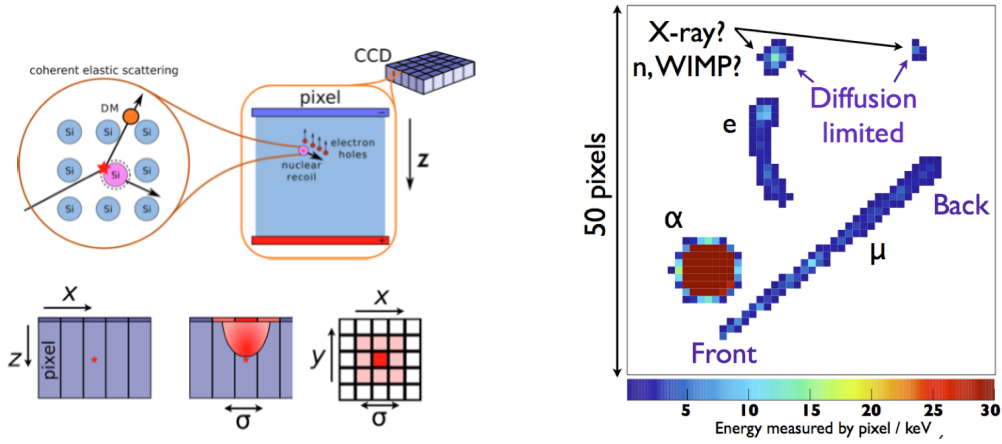 coherent elastic scattering
DM
Si Si Si
Si Si
Si Si Si
CCD
pixel
−
electron
holes
nuclear
recoil
+
z
x
z
pixel
σ
x
y
σ
50 pixels
X-ray?
n, WIMP?
Diffusion
limited
e
α
μ
Back
Front
5 10 15 20 25 30
Energy measured by pixel / keV